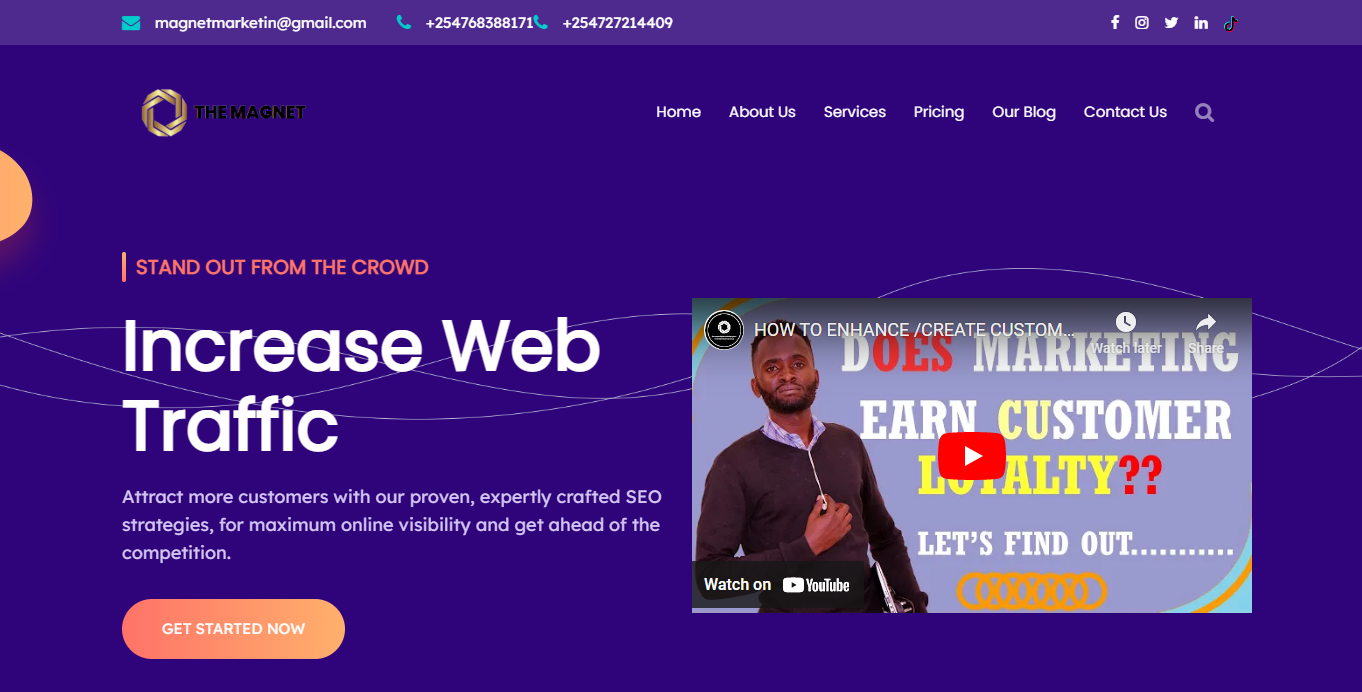 magnetmarketin@gmail.com +254768388171 +254727214409
THE MAGNET
Home About Us Services Pricing Our Blog Contact Us
STAND OUT FROM THE CROWD
Increase Web
Traffic
Attract more customers with our proven, expertly crafted SEO
strategies, for maximum online visibility and get ahead of the
competition.
GET STARTED NOW
HOW TO ENHANCE /CREATE CUSTOM...
Watch later Share
DOES MARKETING
EARN CUSTOMER
LOYALTY??
LET'S FIND OUT...........
Watch on YouTube